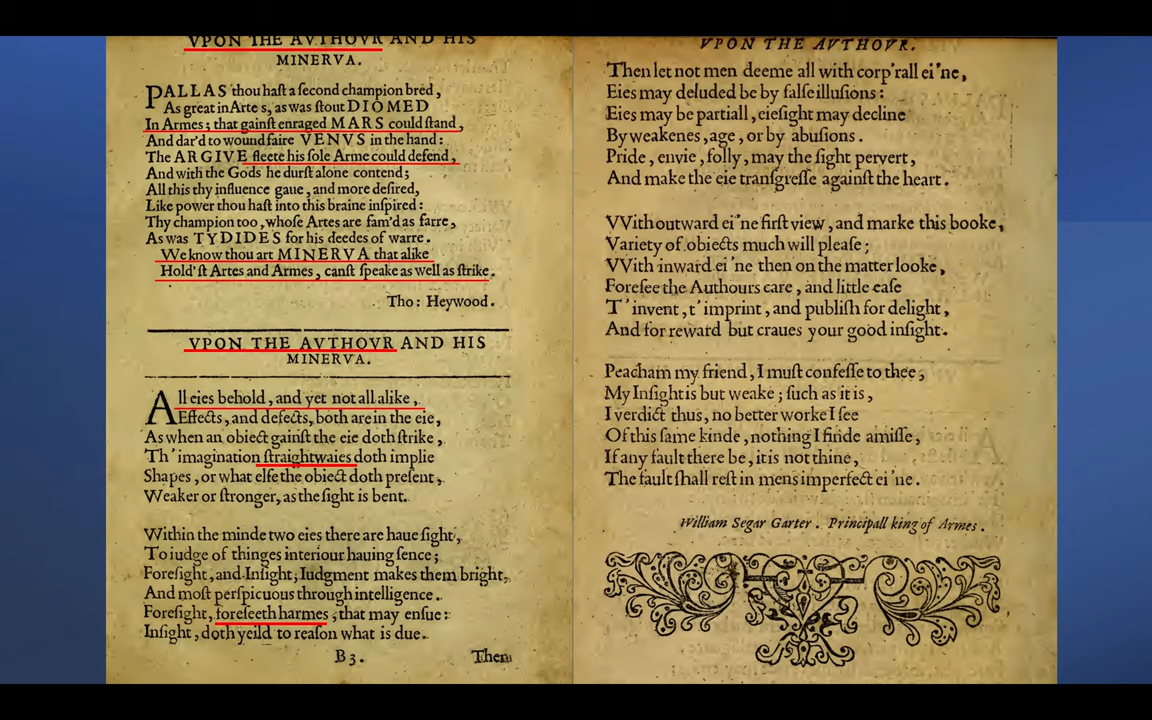 VPON THE AVTHOVR AND HIS
MINERVA.
PALLAS thou haſt a ſecond champion bred,
As great in Arte s, as was ſtout DIOMED
In Armes; that gainſt enraged MARS could ſtand,
And dar'd to wound faire VENVS in the hand:
The ARGIVE fleete his ſole Arme could defend,
And with the Gods he durſt alone contend;
All this thy influence gaue, and more deſired,
Like power thou haſt into this braine inſpired:
Thy champion too, whoſe Artes are fam'd as farre,
As was TYDIDES for his deedes of warre.
We know thou art MINERVA that alike
Hold'ſt Artes and Armes, canſt ſpeake as well as ſtrike.
Tho: Heywood.
VPON THE AVTHOVR AND HIS
MINERVA.
All eies behold, and yet not all alike,
Effects, and defects, both are in the eie,
As when an obiect gainſt the eie doth ſtrike,
Th' imagination ſtraightwaies doth implie
Shapes, or what elſe the obiect doth preſent,
Weaker or ſtronger, as the ſight is bent.
Within the minde two eies there are haue ſight,
To iudge of thinges interiour hauing ſence;
Foreſight, and Inſight; Iudgment makes them bright,
And moſt perſpicuous through intelligence.
Foreſight, foreſeeth harmes, that may enſue:
Inſight, doth yeild to reaſon what is due.
B3. Then
VPON THE AVTHOVR.
Then let not men deeme all with corp'rall ei'ne,
Eies may deluded be by falſe illuſions:
Eies may be partiall, eieſight may decline
By weakenes, age, or by abuſions.
Pride, envie, folly, may the ſight pervert,
And make the eie tranſgreſſe againſt the heart.
VVith outward ei'ne firſt view, and marke this booke,
Variety of obiects much will pleaſe;
VVith inward ei'ne then on the matter looke,
Foreſee the Authours care, and little eaſe
T'invent, t'imprint, and publiſh for delight,
And for reward but craues your good inſight.
Peacham my friend, I muſt confeſſe to thee,
My Inſight is but weake; ſuch as it is,
I verdict thus, no better worke I ſee
Of this ſame kinde, nothing I finde amiſſe,
If any fault there be, it is not thine,
The fault ſhall reſt in mens imperfect ei'ne.
William Segar Garter. Principall king of Armes.